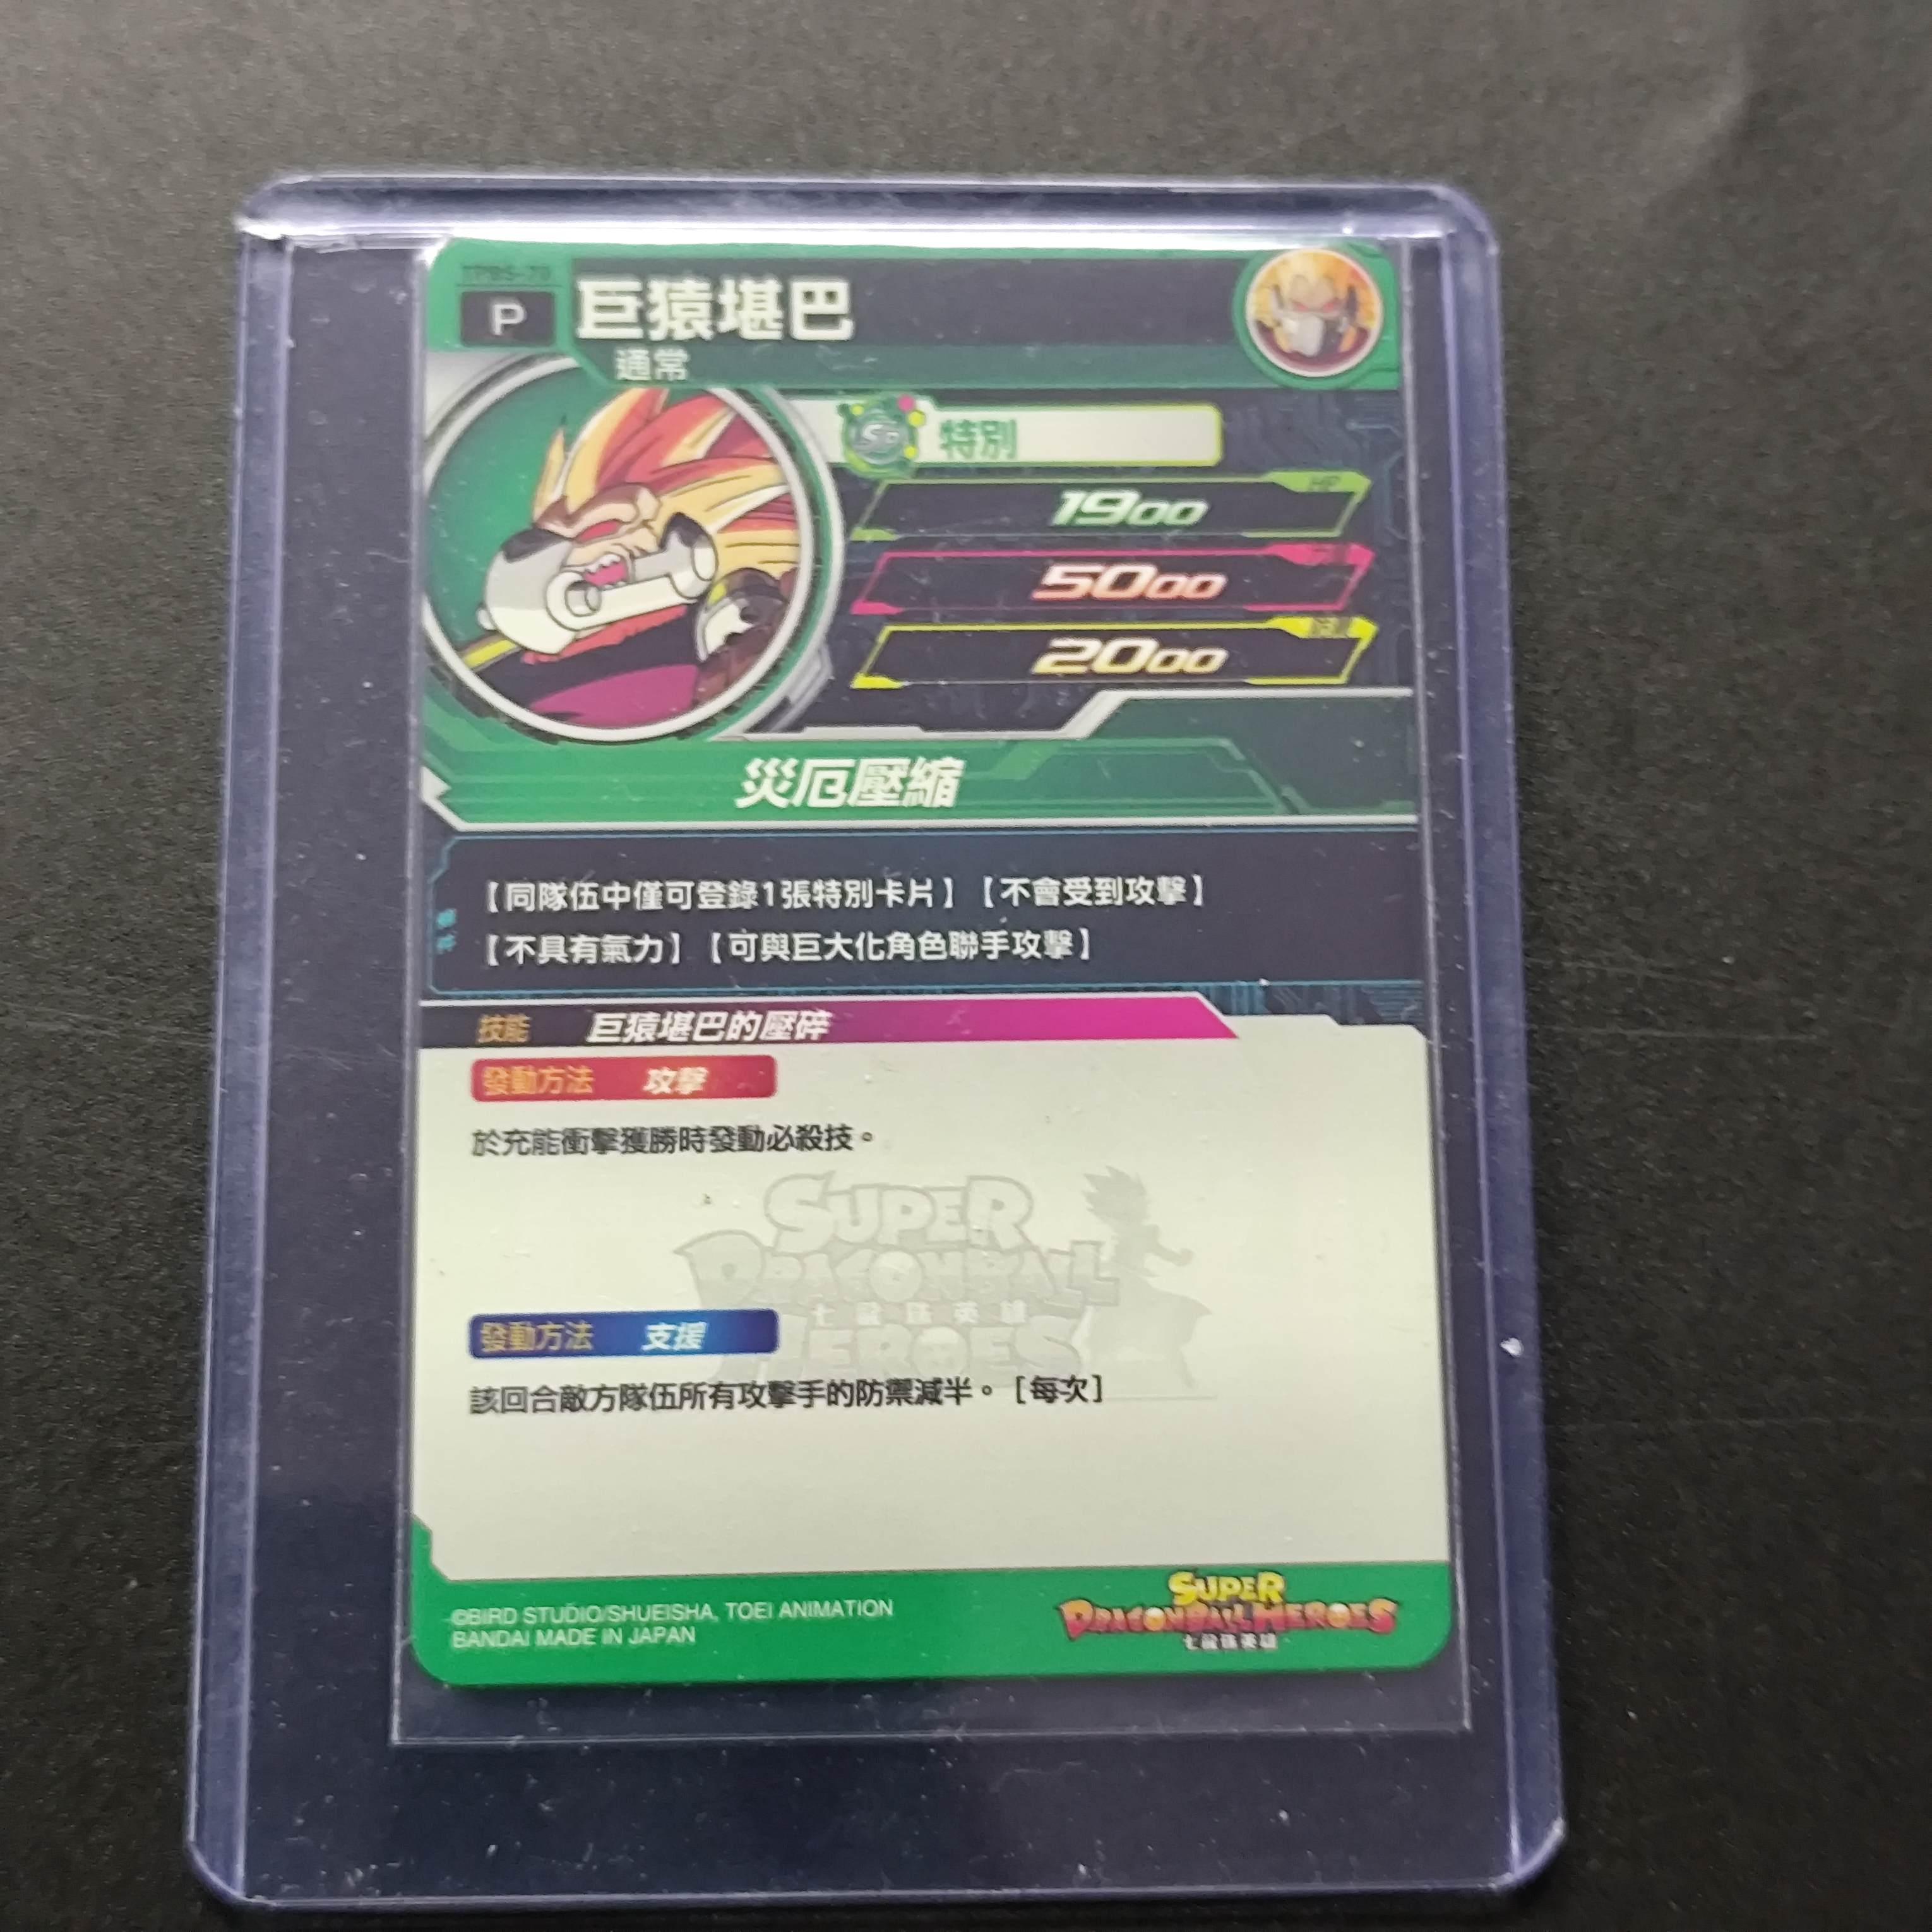 P
巨猿堪巴
通常
特別
HP
1900
5000
2000
災厄壓縮
【同隊伍中僅可登錄1張特別卡片】【不會受到攻擊】
【不具有氣力】【可與巨大化角色聯手攻擊】
技能 巨猿堪巴的壓碎
發動方法 攻擊
於充能衝擊獲勝時發動必殺技。
SUPER
DRAGONBALL
七龍珠英雄
HEROES
發動方法 支援
該回合敵方隊伍所有攻擊手的防禦減半。[每次]
©BIRD STUDIO/SHUEISHA, TOEI ANIMATION
BANDAI MADE IN JAPAN
SUPER
DRAGONBALL HEROES
七龍珠英雄